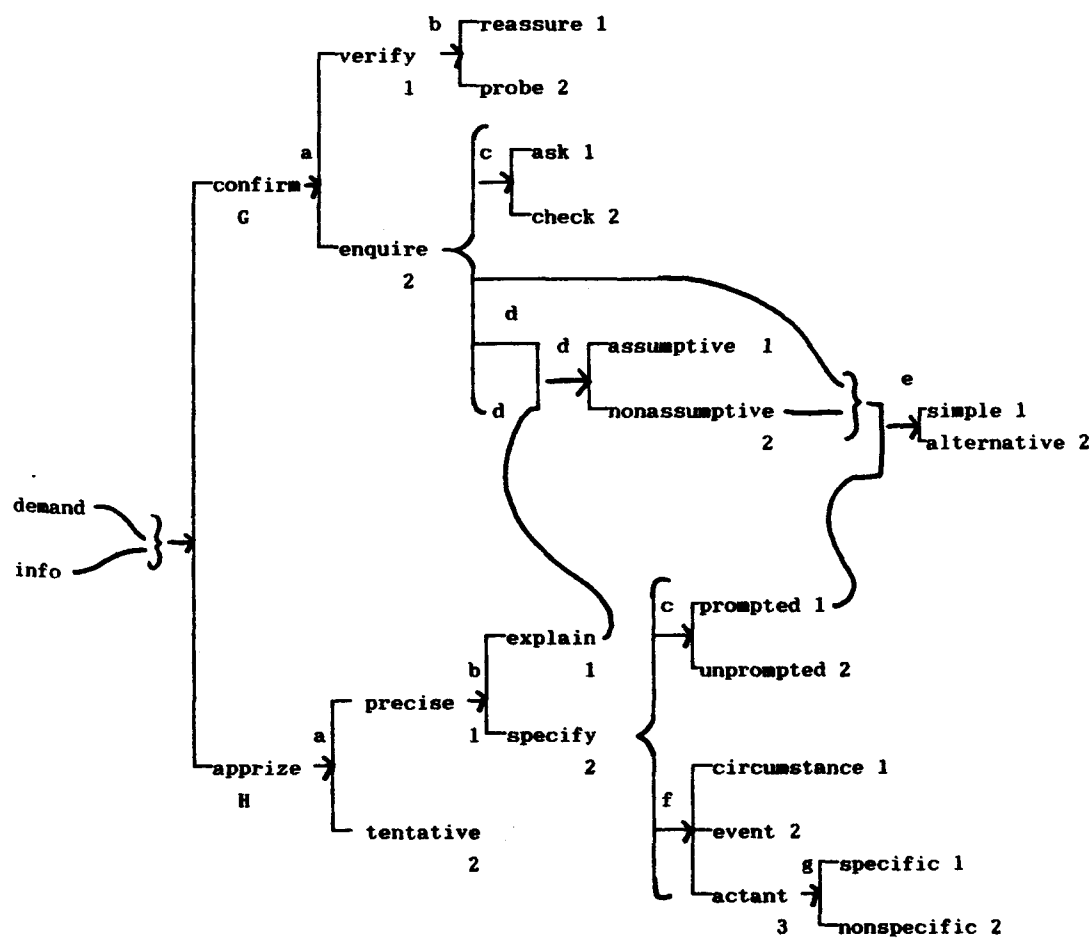 b reassure 1
verify
1 probe 2
a c ask 1
confirm
G check 2
enquire
2
d
d assumptive 1
e
d nonassumptive simple 1
2 alternative 2
demand
info
c prompted 1
explain
b 1 unprompted 2
precise
a 1 specify
2 circumstance 1
apprize
H f
tentative event 2
2
g specific 1
actant
3 nonspecific 2